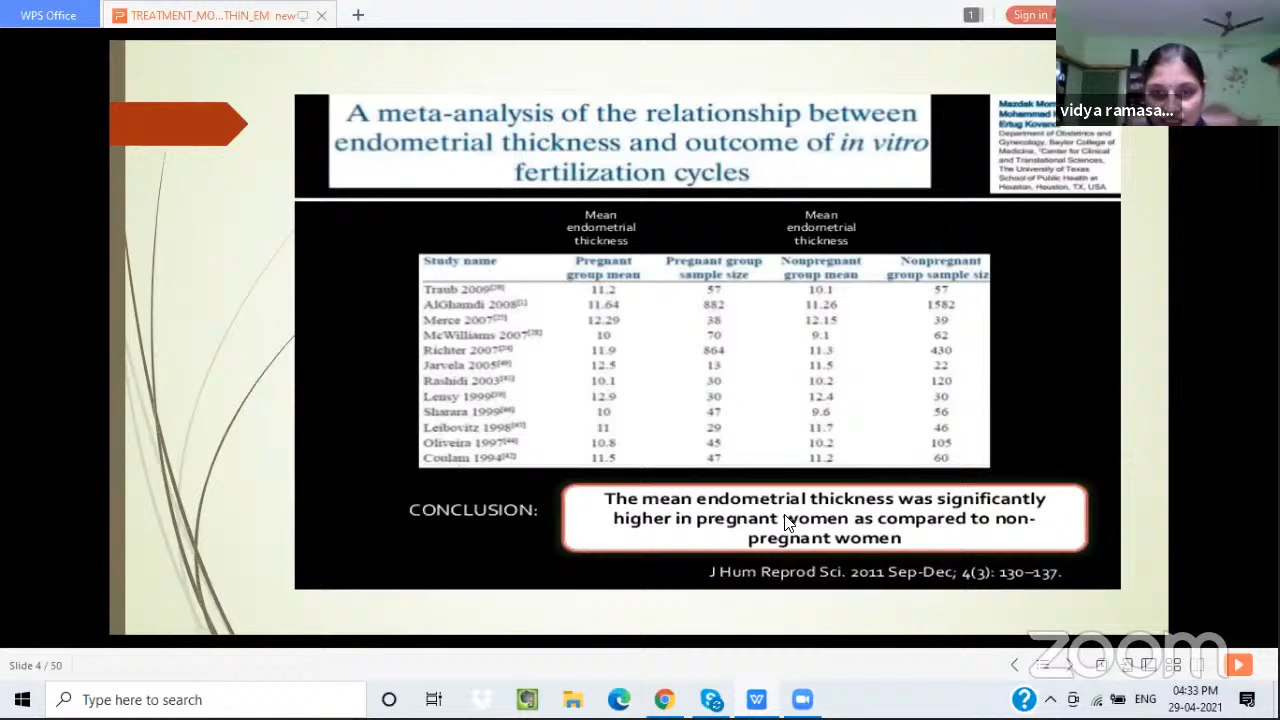 WPS Office
TREATMENT_MO...THIN_EM new
1
Sign in
vidya ramasa...
A meta-analysis of the relationship between
endometrial thickness and outcome of in vitro
fertilization cycles
Mazdak Mom
Mohammed
Ertug Kovan
Department of Obstetrics and
Gynecology, Baylor College of
Medicine, Center for Clinical
and Translational Sciences,
The University of Texas
School of Public Health at
Houston, Houston, TX, USA
Mean Mean
endometrial endometrial
thickness thickness
Study name Pregnant Pregnant group Nonpregnant Nonpregnant
group mean sample size group mean group sample siz
Traub 2009 11.2 57 10.1 57
AlGhamdi 2008 11.64 882 11.26 1582
Merce 2007 12.29 38 12.15 39
McWilliams 2007 10 70 9.1 62
Richter 2007 11.9 864 11.3 430
Jarvela 2005 12.5 13 11.5 22
Rashidi 2003 10.1 30 10.2 120
Lensy 1999 12.9 30 12.4 30
Sharara 1999 10 47 9.6 56
Leibovitz 1998 11 29 11.7 46
Oliveira 1997 10.8 45 10.2 105
Coulam 1994 11.5 47 11.2 60
CONCLUSION:
The mean endometrial thickness was significantly
higher in pregnant women as compared to non-
pregnant women
J Hum Reprod Sci. 2011 Sep-Dec; 4(3): 130–137.
zoom
Slide 4 / 50
Type here to search
ENG
04:33 PM
29-04-2021